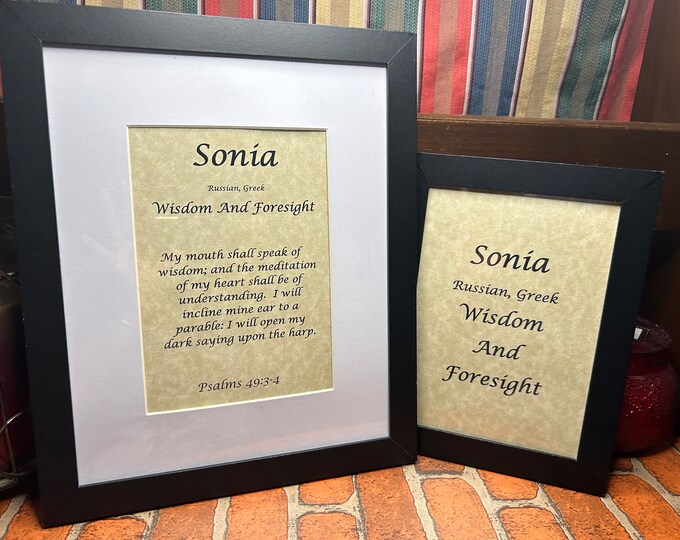 Sonia
Russian, Greek
Wisdom And Foresight
My mouth shall speak of
wisdom; and the meditation
of my heart shall be of
understanding. I will
incline mine ear to a
parable: I will open my
dark saying upon the harp.
Psalms 49:3-4
Sonia
Russian, Greek
Wisdom
And
Foresight